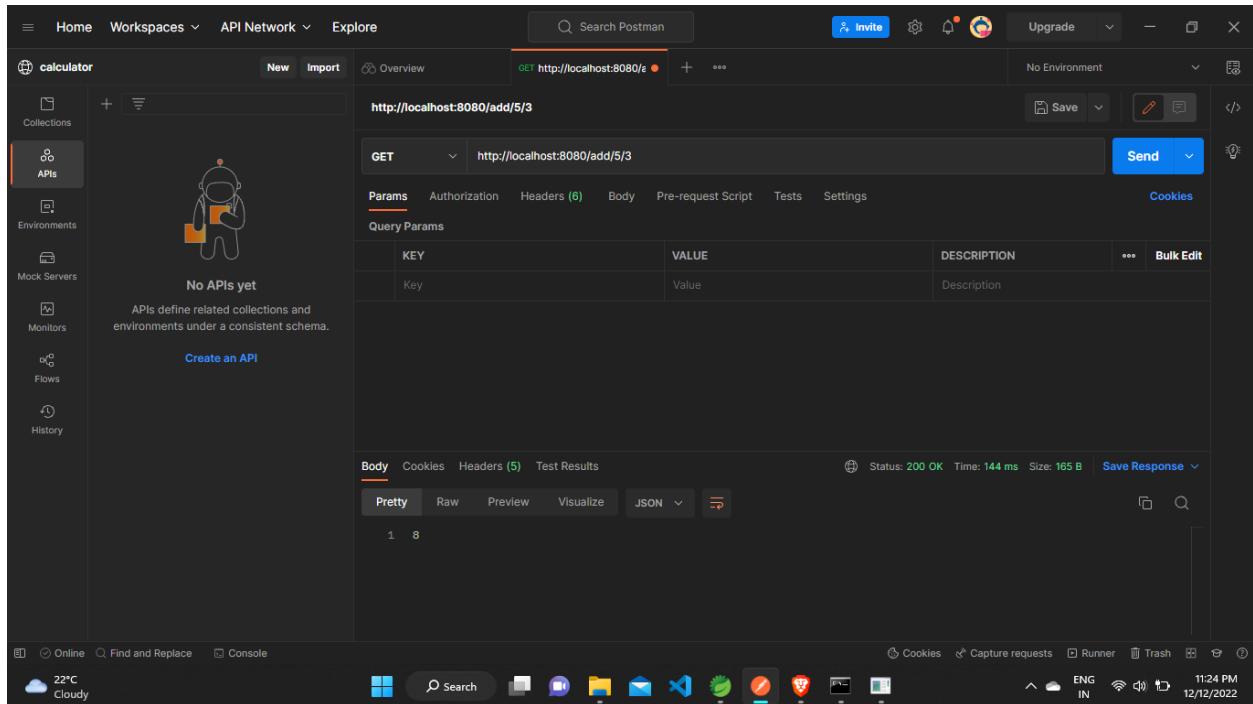 Home Workspaces API Network Explore Search Postman Invite Upgrade
calculator New Import Overview GET http://localhost:8080/a No Environment
Collections
APIs
Environments
Mock Servers
Monitors
Flows
History
No APIs yet
APIs define related collections and
environments under a consistent schema.
Create an API
http://localhost:8080/add/5/3 Save
GET http://localhost:8080/add/5/3 Send
Params Authorization Headers (6) Body Pre-request Script Tests Settings Cookies
Query Params
KEY VALUE DESCRIPTION Bulk Edit
Key Value Description
Body Cookies Headers (5) Test Results Status: 200 OK Time: 144 ms Size: 165 B Save Response
Pretty Raw Preview Visualize JSON
1 8
Online Find and Replace Console Cookies Capture requests Runner Trash
22°C
Cloudy
Search
ENG
IN
11:24 PM
12/12/2022